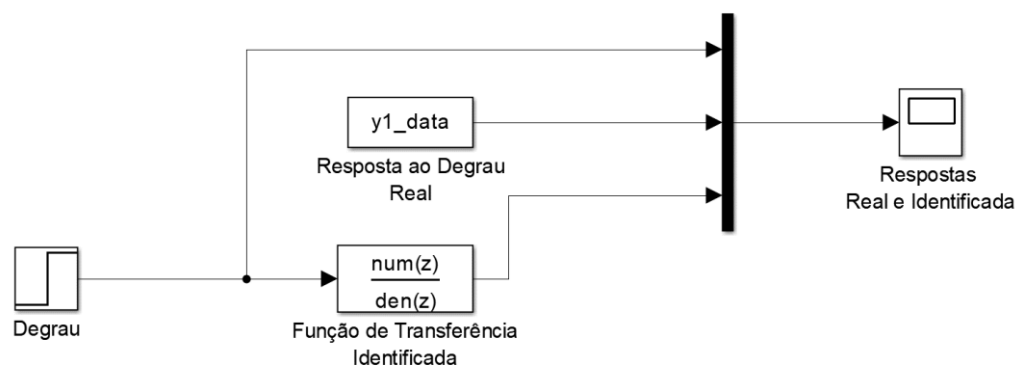 y1_data
Resposta ao Degrau
Real
Respostas
Real e Identificada
Degrau
num(z)
den(z)
Função de Transferência
Identificada